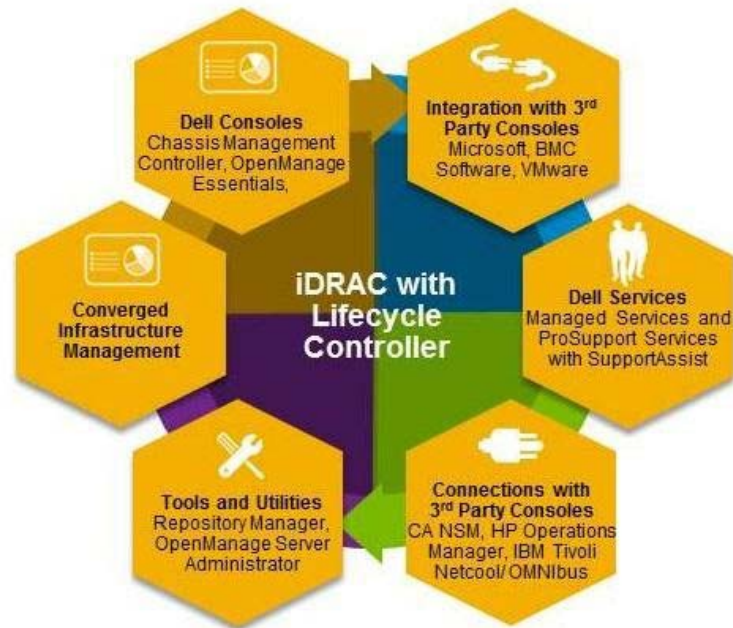 Dell Consoles
Chassis Management
Controller, OpenManage
Essentials,
Integration with 3rd
Party Consoles
Microsoft, BMC
Software, VMware
Converged
Infrastructure
Management
iDRAC with
Lifecycle
Controller
Dell Services
Managed Services and
ProSupport Services
with SupportAssist
Tools and Utilities
Repository Manager,
OpenManage Server
Administrator
Connections with
3rd Party Consoles
CA NSM, HP Operations
Manager, IBM Tivoli
Netcool/OMNIbus